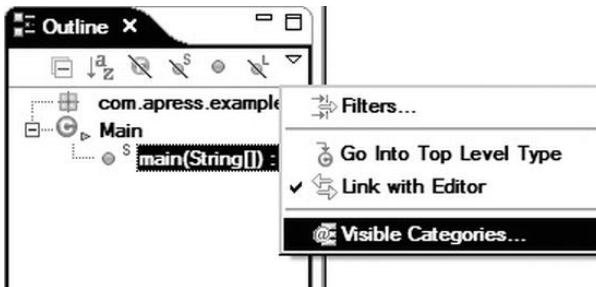 Outline
com.apress.example
Main
main(String[]) :
Filters...
Go Into Top Level Type
Link with Editor
Visible Categories...